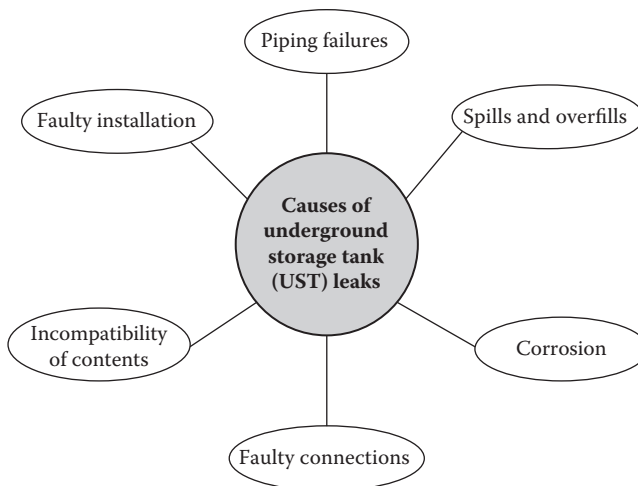 Piping failures
Faulty installation
Spills and overfills
Causes of
underground
storage tank
(UST) leaks
Incompatibility
of contents
Corrosion
Faulty connections